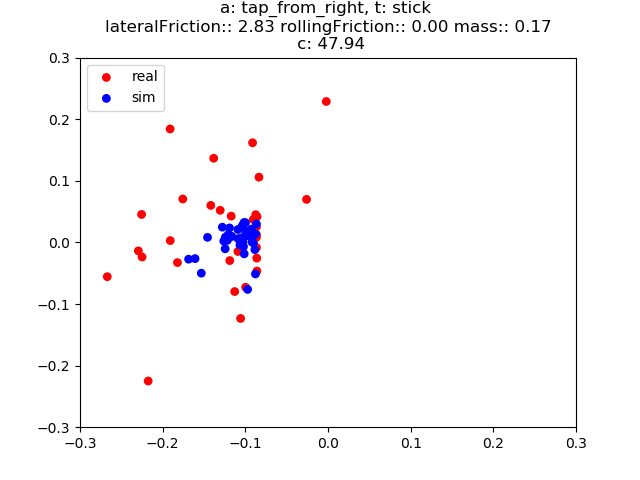 a: tap_from_right, t: stick
lateralFriction:: 2.83 rollingFriction:: 0.00 mass:: 0.17
c: 47.94
real
sim
0.3
0.2
0.1
0.0
−0.1
−0.2
−0.3
−0.3 −0.2 −0.1 0.0 0.1 0.2 0.3